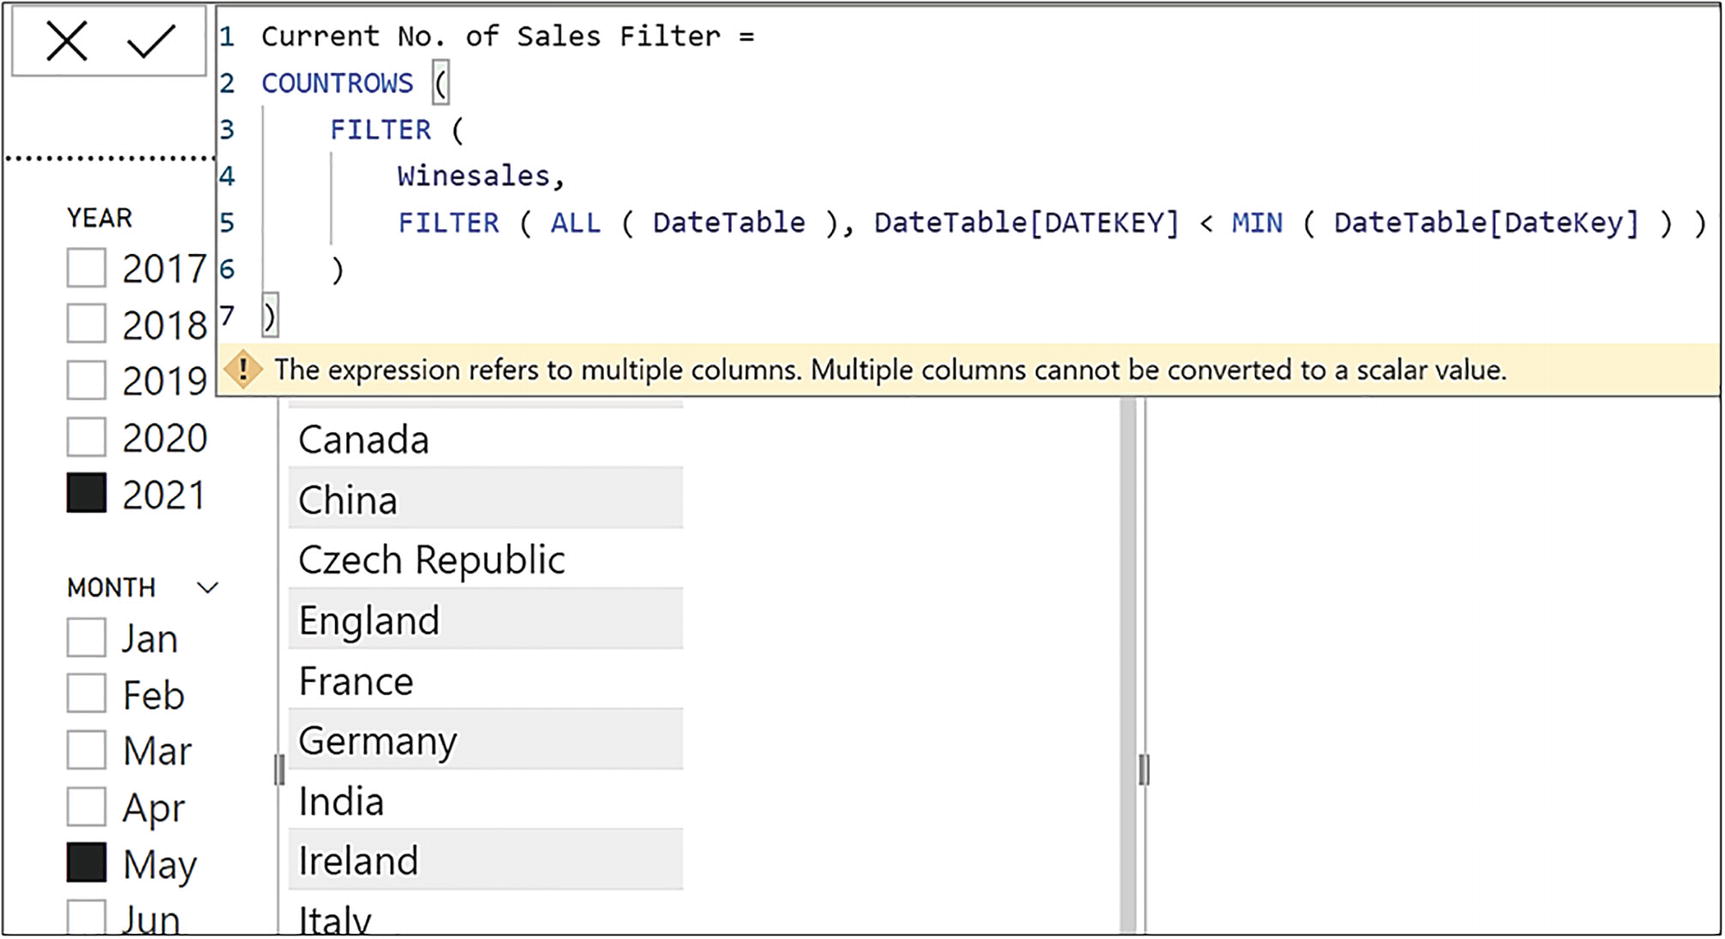 1 Current No. of Sales Filter =
2 COUNTROWS (
3 FILTER (
4 Winesales,
5 FILTER ( ALL ( DateTable ), DateTable[DATEKEY] < MIN ( DateTable[DateKey] ) )
6 )
7 )
The expression refers to multiple columns. Multiple columns cannot be converted to a scalar value.
YEAR
2017
2018
2019
2020
2021
MONTH
Jan
Feb
Mar
Apr
May
Jun
Canada
China
Czech Republic
England
France
Germany
India
Ireland
Italy